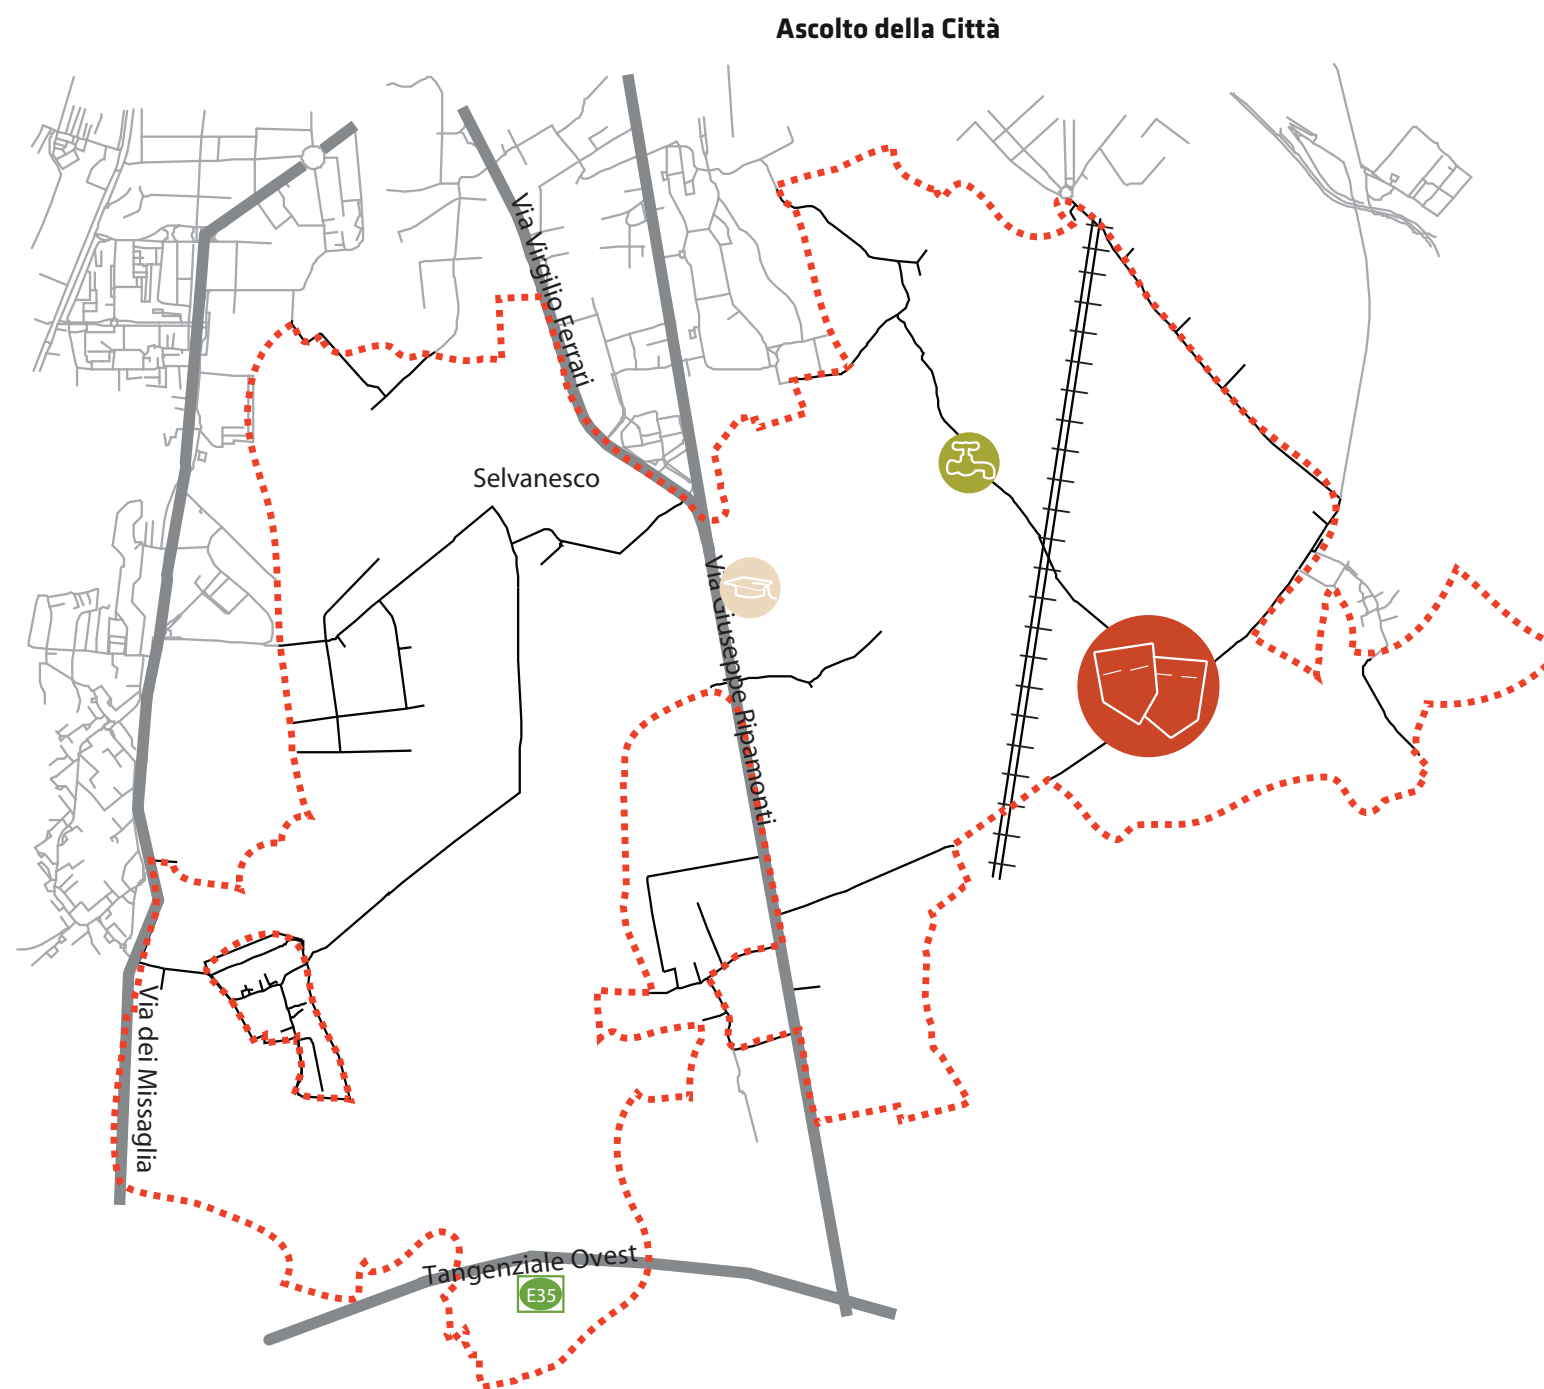 Ascolto della Città
Via Virgilio Ferrari
Selvanesco
Via Giuseppe Ripamonti
Via dei Missaglia
Tangenziale Ovest
E35